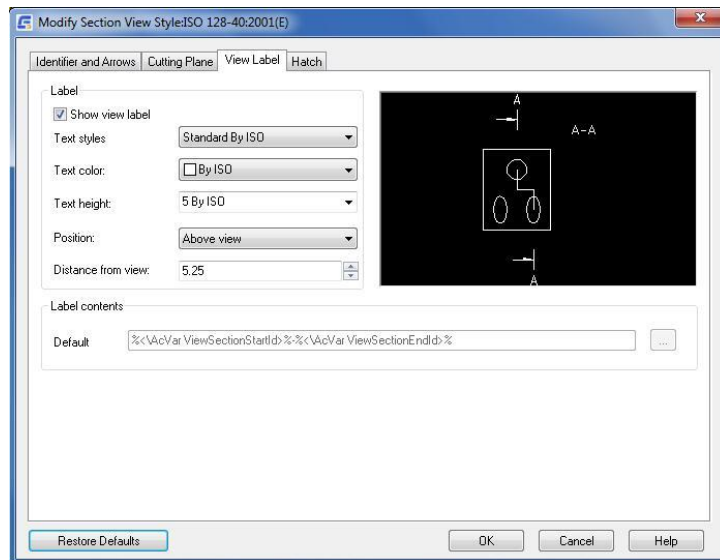 Modify Section View Style:ISO 128-40:2001(E)
Identifier and Arrows Cutting Plane View Label Hatch
Label
Show view label
Text styles Standard By ISO
Text color: By ISO
Text height: 5 By ISO
Position: Above view
Distance from view: 5.25
A
A-A
A
Label contents
Default %<\AcVar ViewSectionStartId>%-%<\AcVar ViewSectionEndId>% ...
Restore Defaults OK Cancel Help